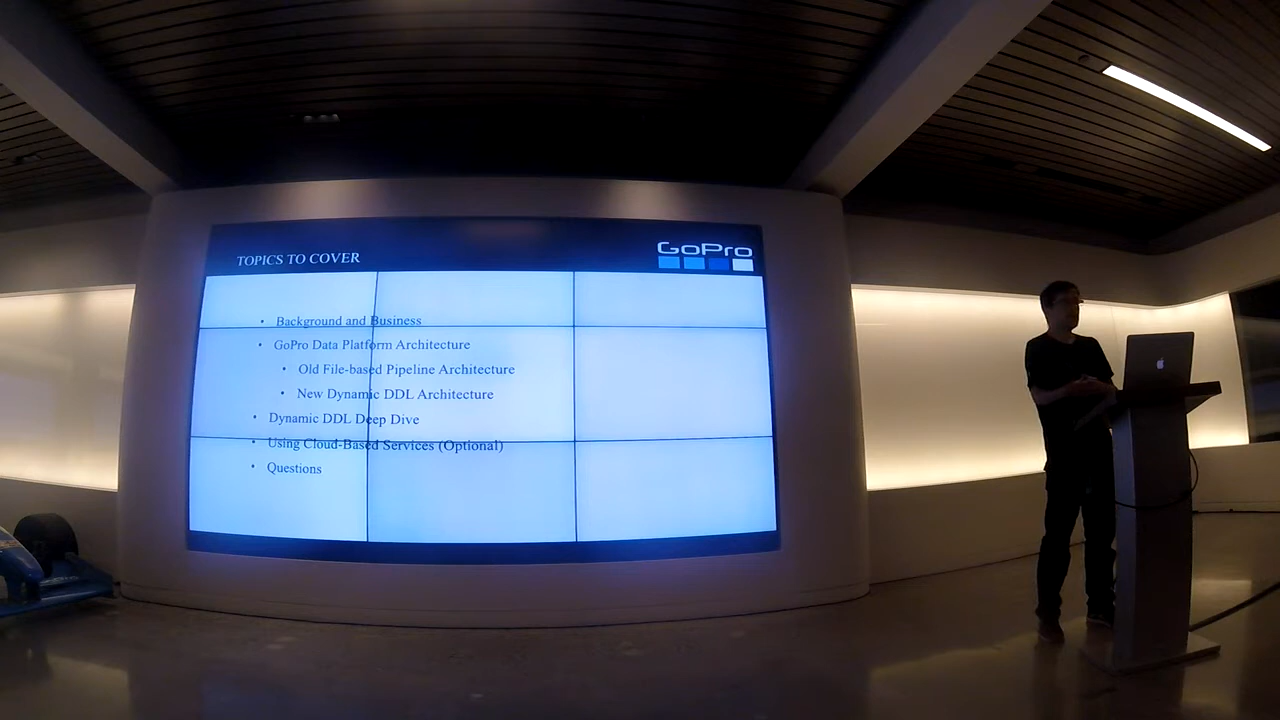 TOPICS TO COVER
GoPro
• Background and Business
• GoPro Data Platform Architecture
• Old File-based Pipeline Architecture
• New Dynamic DDL Architecture
• Dynamic DDL Deep Dive
• Using Cloud-Based Services (Optional)
• Questions